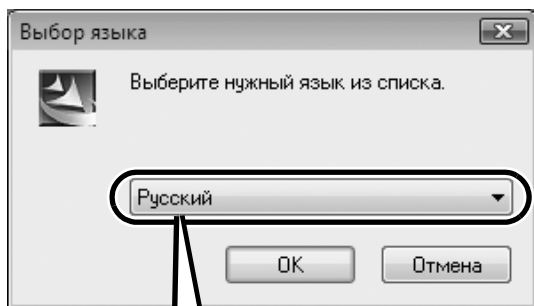 Выбор языка
Выберите нужный язык из списка.
Русский
OK
Отмена